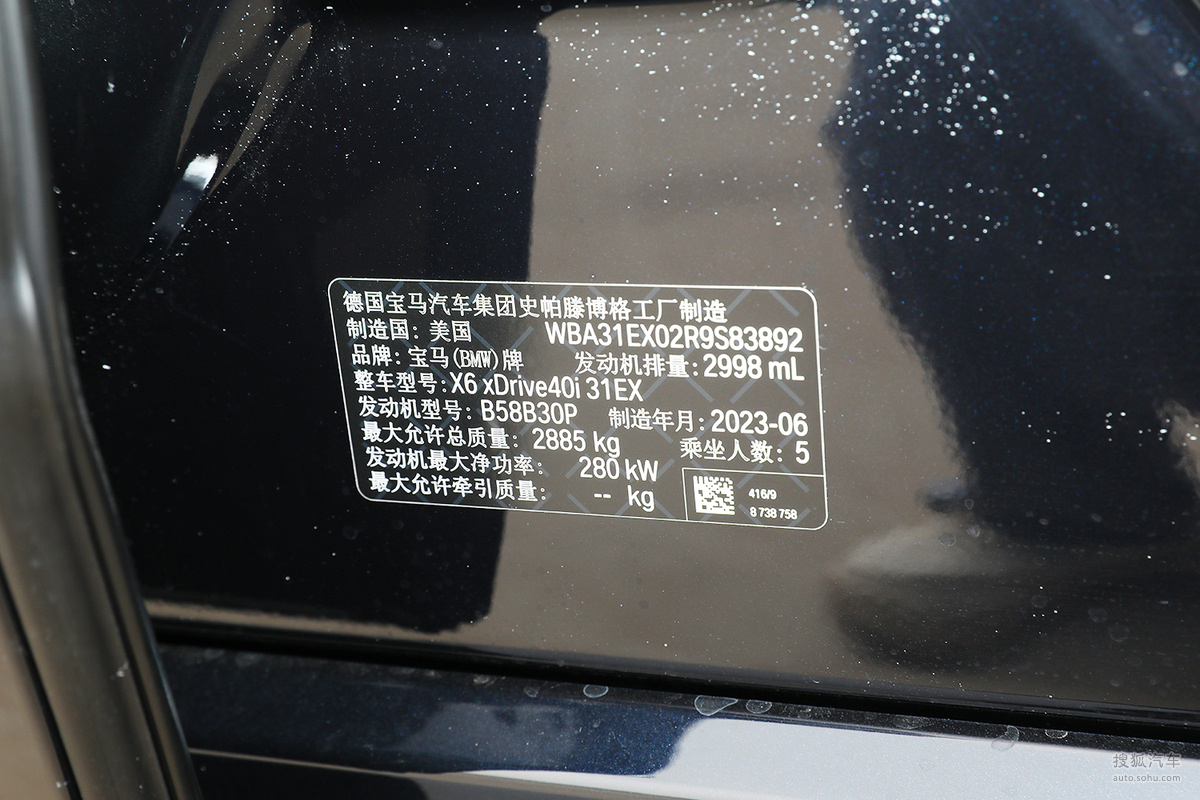 德国宝马汽车集团史帕滕博格工厂制造
制造国: 美国 WBA31EX02R9S83892
品牌: 宝马(BMW)牌 发动机排量: 2998 mL
整车型号: X6 xDrive40i 31EX
发动机型号: B58B30P 制造年月: 2023-06
最大允许总质量: 2885 kg 乘坐人数: 5
发动机最大净功率: 280 kW
最大允许牵引质量: -- kg
416/9
8 738 758
搜狐汽车
auto.sohu.com